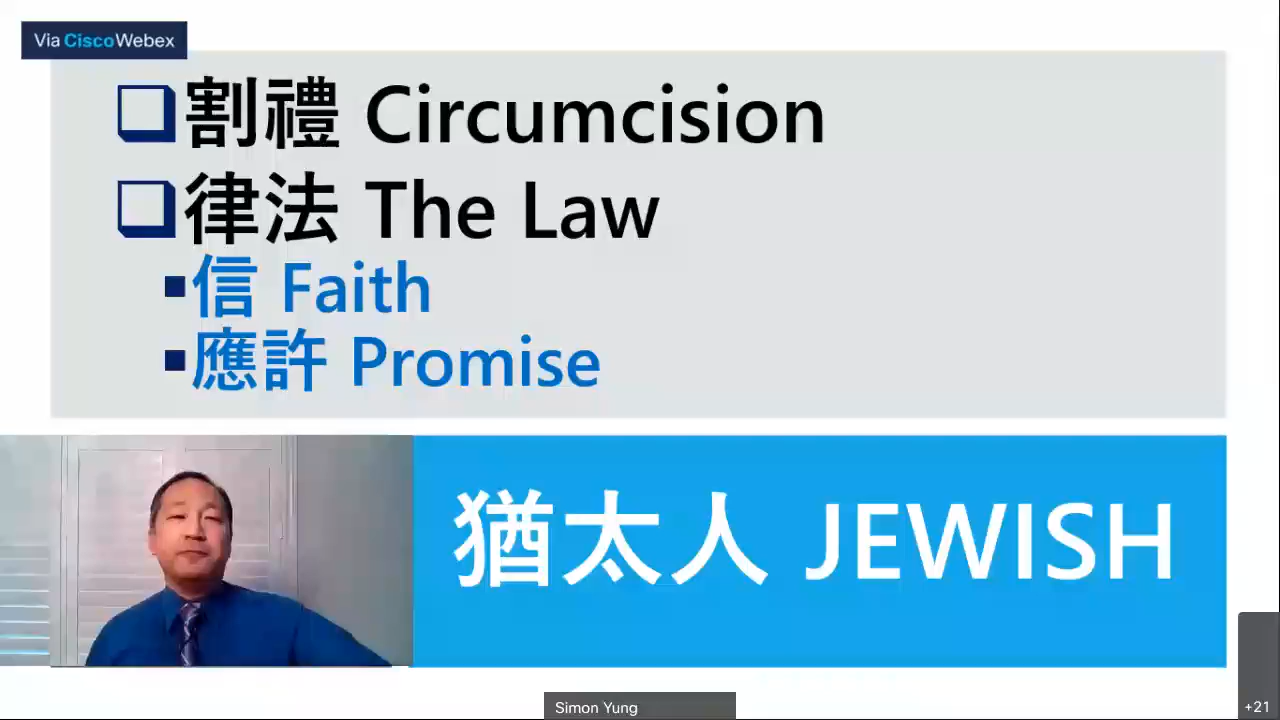 Via CiscoWebex
割禮 Circumcision
律法 The Law
信 Faith
應許 Promise
猶太人 JEWISH
Simon Yung
+21